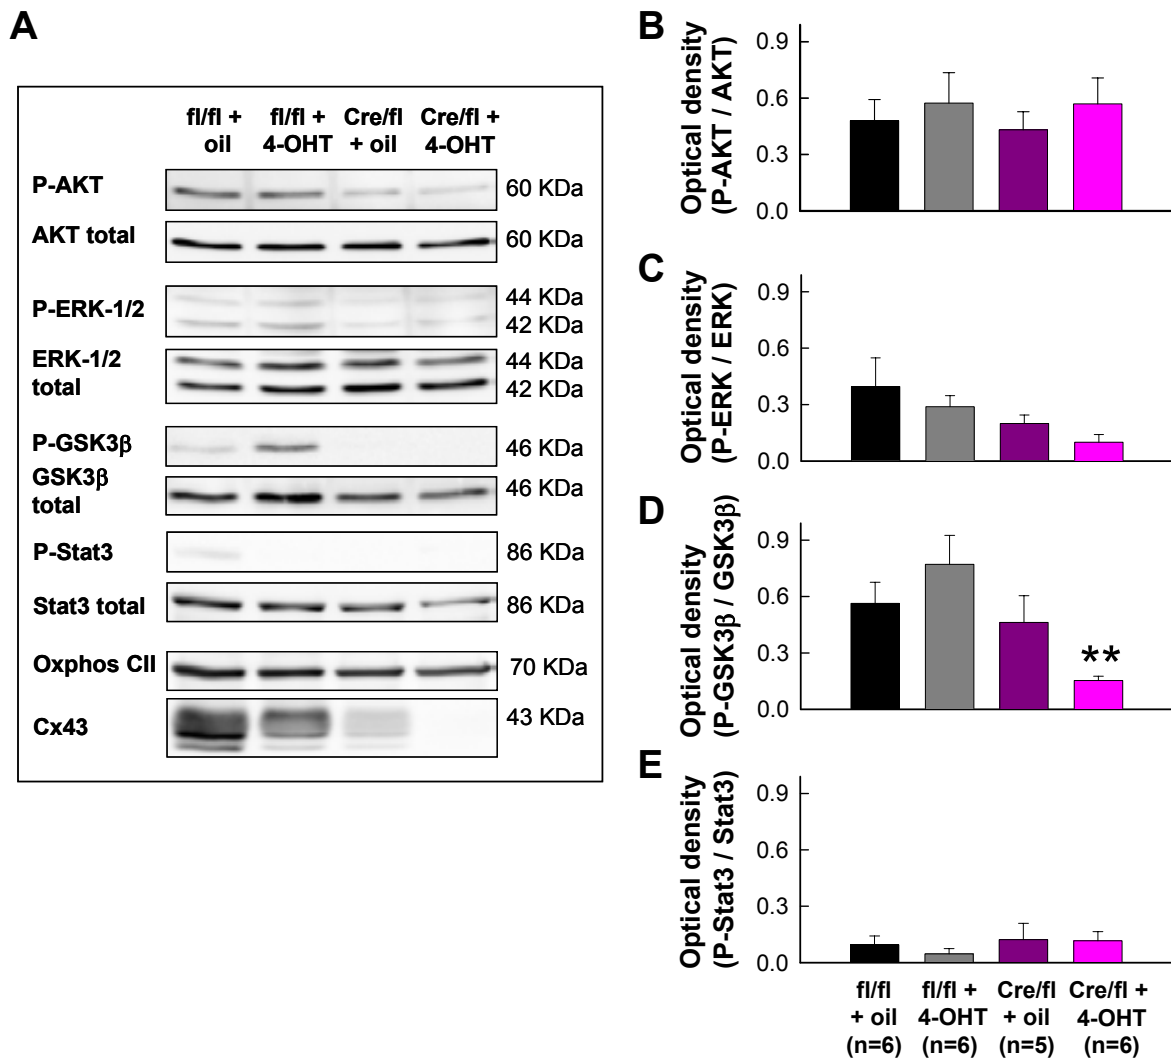 A
fl/fl + oil
fl/fl + 4-OHT
Cre/fl + oil
Cre/fl + 4-OHT
P-AKT
60 KDa
AKT total
60 KDa
P-ERK-1/2
44 KDa
42 KDa
ERK-1/2
total
44 KDa
42 KDa
P-GSK3β
46 KDa
GSK3β
total
46 KDa
P-Stat3
86 KDa
Stat3 total
86 KDa
Oxphos CII
70 KDa
Cx43
43 KDa
B
Optical density
(P-AKT / AKT)
0.9
0.6
0.3
0.0
C
Optical density
(P-ERK / ERK)
0.9
0.6
0.3
0.0
D
Optical density
(P-GSK3β / GSK3β)
0.9
0.6
0.3
0.0
**
E
Optical density
(P-Stat3 / Stat3)
0.9
0.6
0.3
0.0
fl/fl
+ oil
(n=6)
fl/fl +
4-OHT
(n=6)
Cre/fl
+ oil
(n=5)
Cre/fl +
4-OHT
(n=6)